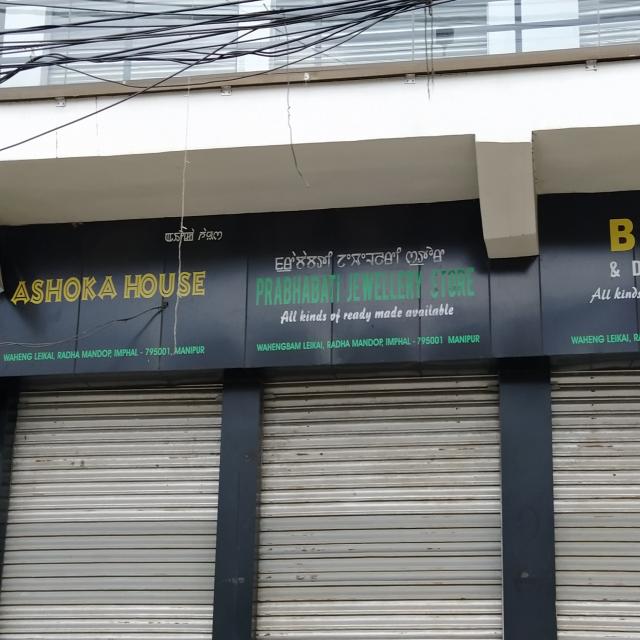 ASHOKA HOUSE
WAHENG LEIKAI, RADHA MANDOP, IMPHAL - 795001, MANIPUR
PRABHABATI JEWELLERY STORE
All kinds of ready made available
WAHENGBAM LEIKAI, RADHA MANDOP, IMPHAL - 795001 MANIPUR
B
& D
All kinds
WAHENG LEIKAI, RA